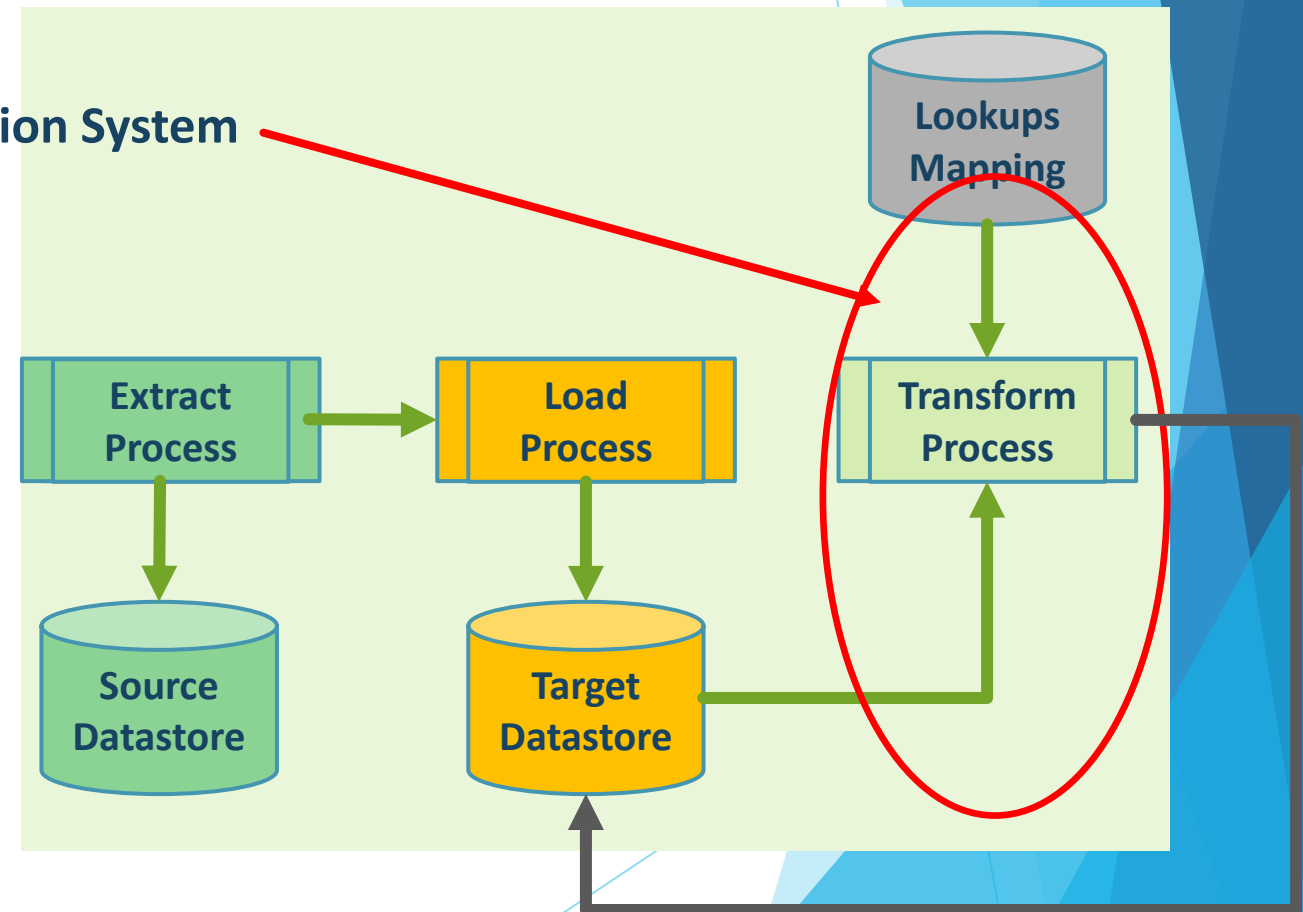 ion System
Lookups
Mapping
Extract
Process
Load
Process
Transform
Process
Source
Datastore
Target
Datastore